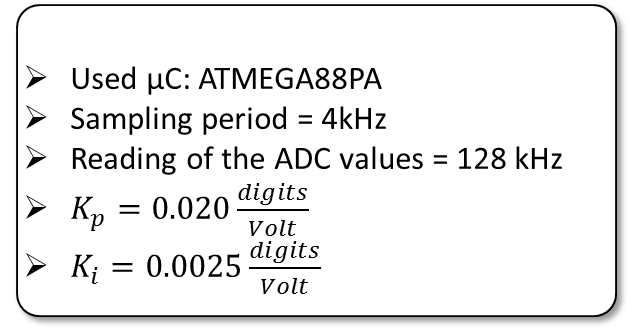 ➢ Used µC: ATMEGA88PA
➢ Sampling period = 4kHz
➢ Reading of the ADC values = 128 kHz
➢ K_p = 0.020 digits/Volt
➢ K_i = 0.0025 digits/Volt